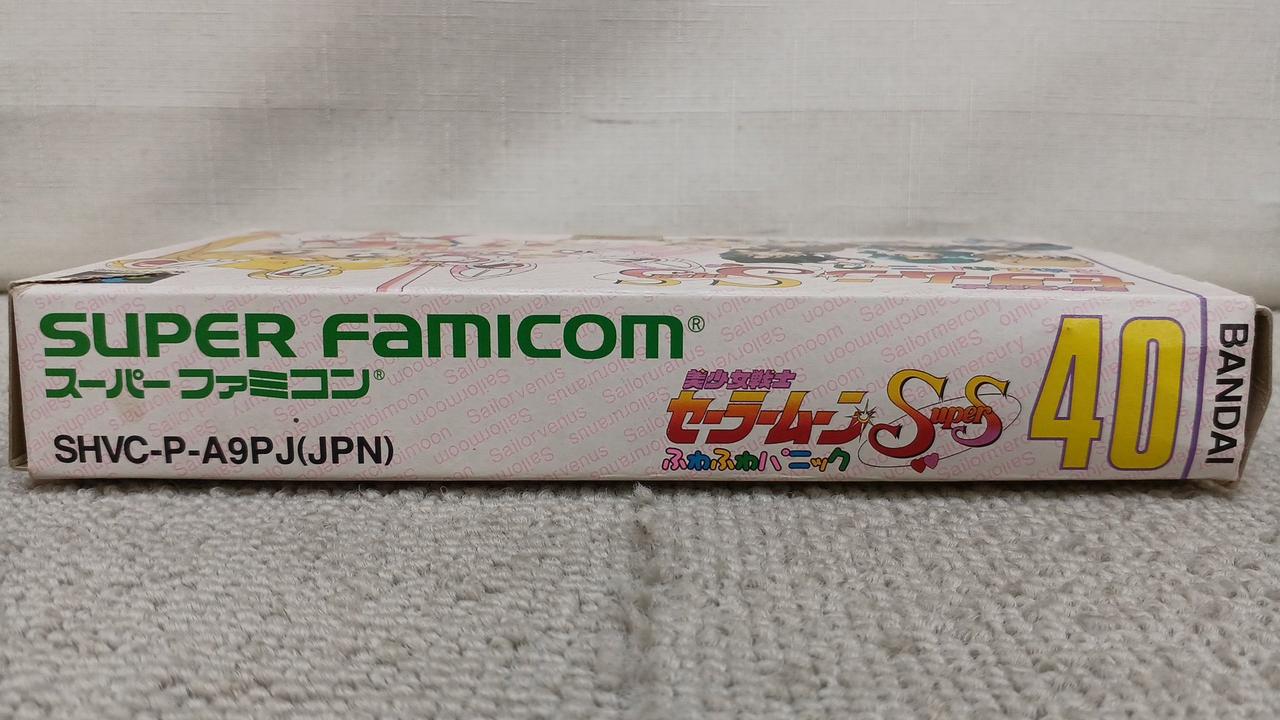 SUPER FAMICOM®
スーパーファミコン®
SHVC-P-A9PJ(JPN)
美少女戦士
セーラームーン SuperS
ふわふわパニック
40
BANDAI